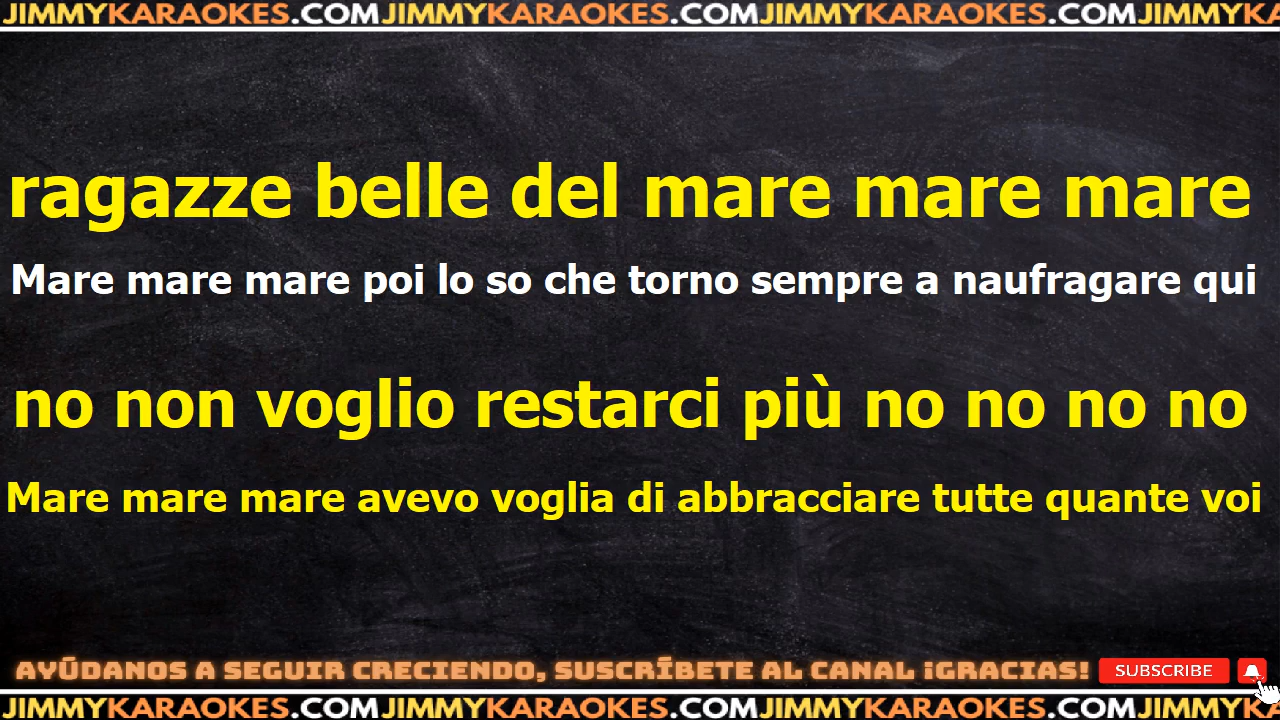 JIMMYKARAOKES.COMJIMMYKARAOKES.COMJIMMYKARAOKES.COMJIMMYKA
ragazze belle del mare mare mare
Mare mare mare poi lo so che torno sempre a naufragare qui
no non voglio restarci più no no no no
Mare mare mare avevo voglia di abbracciare tutte quante voi
AYÚDANOS A SEGUIR CRECIENDO, SUSCRÍBETE AL CANAL ¡GRACIAS! SUBSCRIBE
JIMMYKARAOKES.COMJIMMYKARAOKES.COMJIMMYKARAOKES.COMJIMMYKA